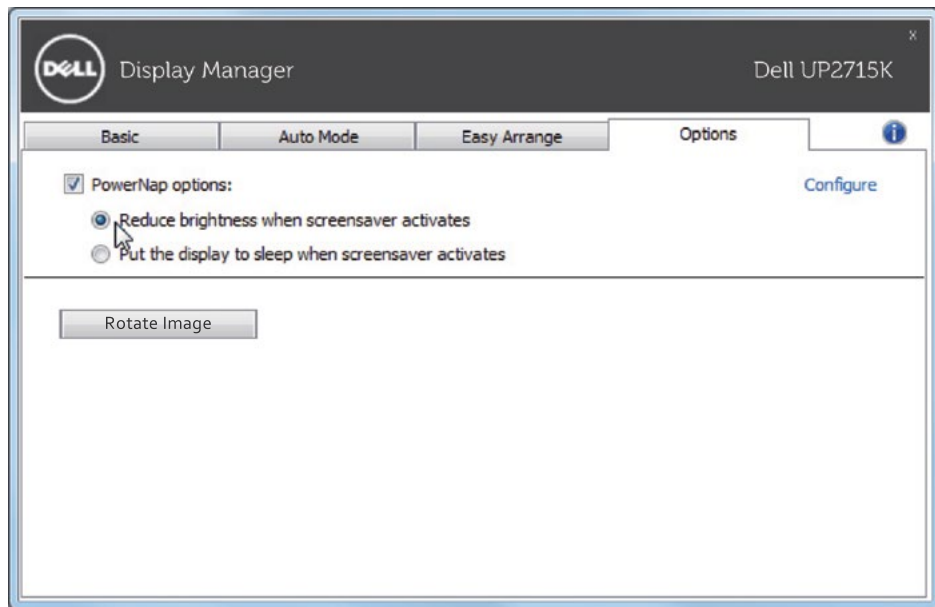 X
DELL Display Manager Dell UP2715K
Basic Auto Mode Easy Arrange Options i
PowerNap options: Configure
Reduce brightness when screensaver activates
Put the display to sleep when screensaver activates
Rotate Image